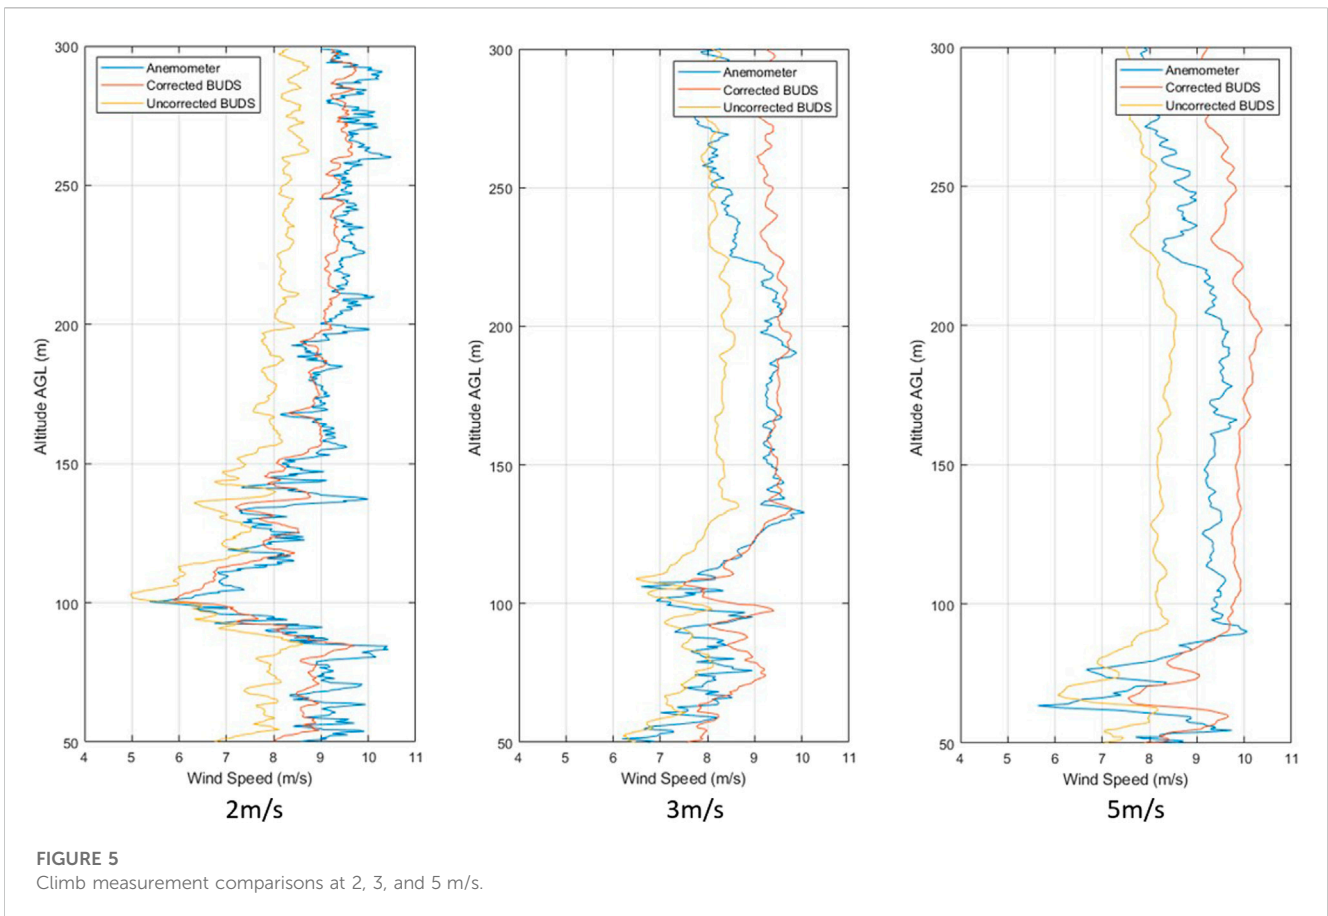 300
250
200
150
100
50
Altitude AGL (m)
Anemometer
Corrected BUDS
Uncorrected BUDS
4 5 6 7 8 9 10 11
Wind Speed (m/s)
2m/s
300
250
200
150
100
50
Altitude AGL (m)
Anemometer
Corrected BUDS
Uncorrected BUDS
4 5 6 7 8 9 10 11
Wind Speed (m/s)
3m/s
300
250
200
150
100
50
Altitude AGL (m)
Anemometer
Corrected BUDS
Uncorrected BUDS
4 5 6 7 8 9 10 11
Wind Speed (m/s)
5m/s
FIGURE 5
Climb measurement comparisons at 2, 3, and 5 m/s.